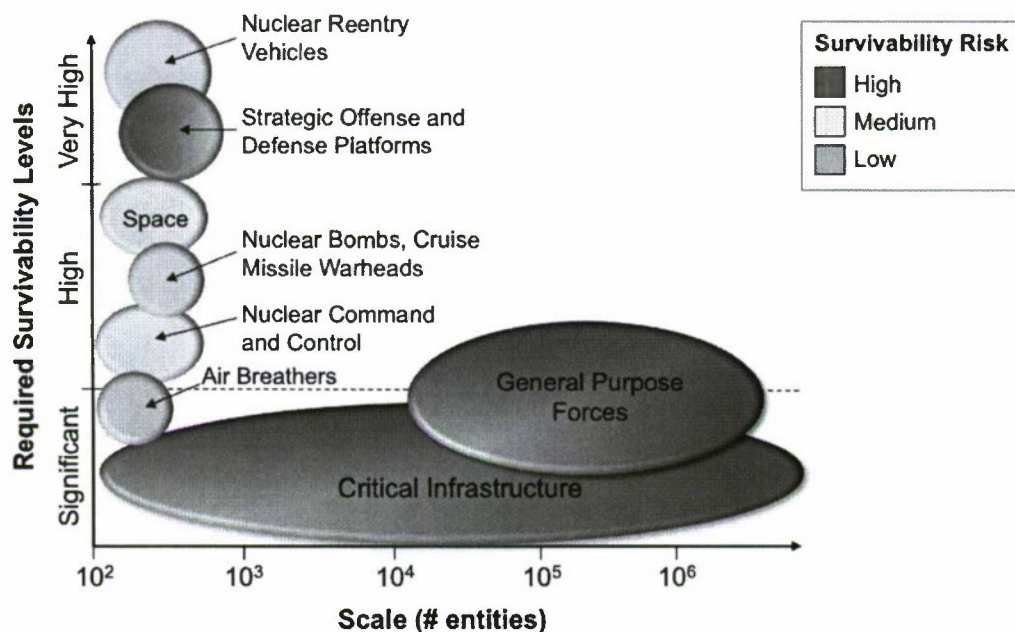 Nuclear Reentry
Vehicles
Strategic Offense and
Defense Platforms
Space
Nuclear Bombs, Cruise
Missile Warheads
Nuclear Command
and Control
Air Breathers
General Purpose
Forces
Critical Infrastructure
Required Survivability Levels
Very High
High
Significant
10²
10³
10⁴
10⁵
10⁶
Scale (# entities)
Survivability Risk
High
Medium
Low